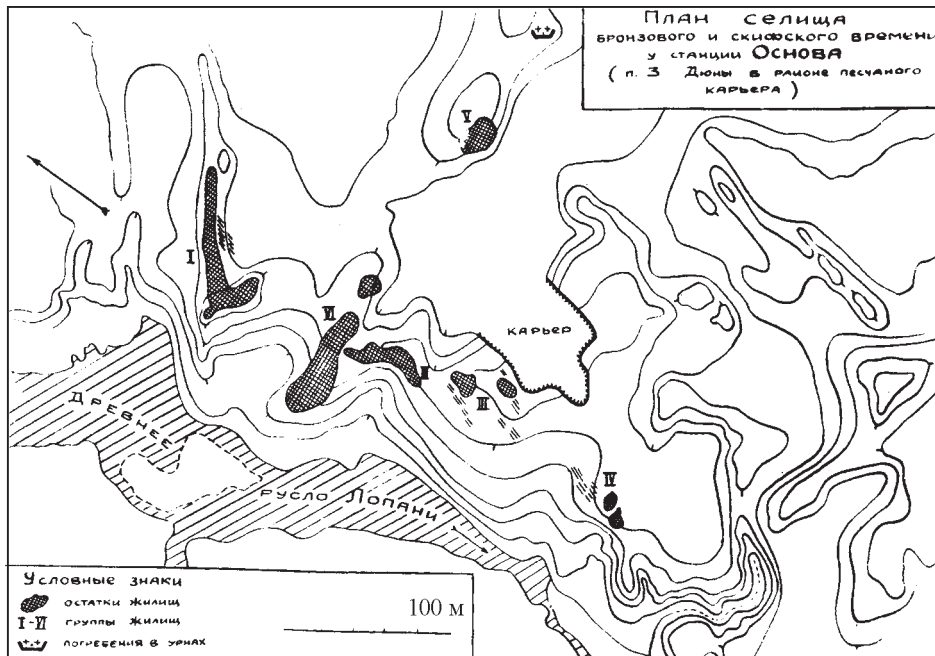 План селища
бронзового и скифского времени
у станции Основа
( п. 3 Дюны в районе песчаного
карьера )
V
I
VI
карьер
II
III
Древнее
IV
русло Лопани
Условные знаки
остатки жилищ
I-VI группы жилищ
погребения в урнах
100 м